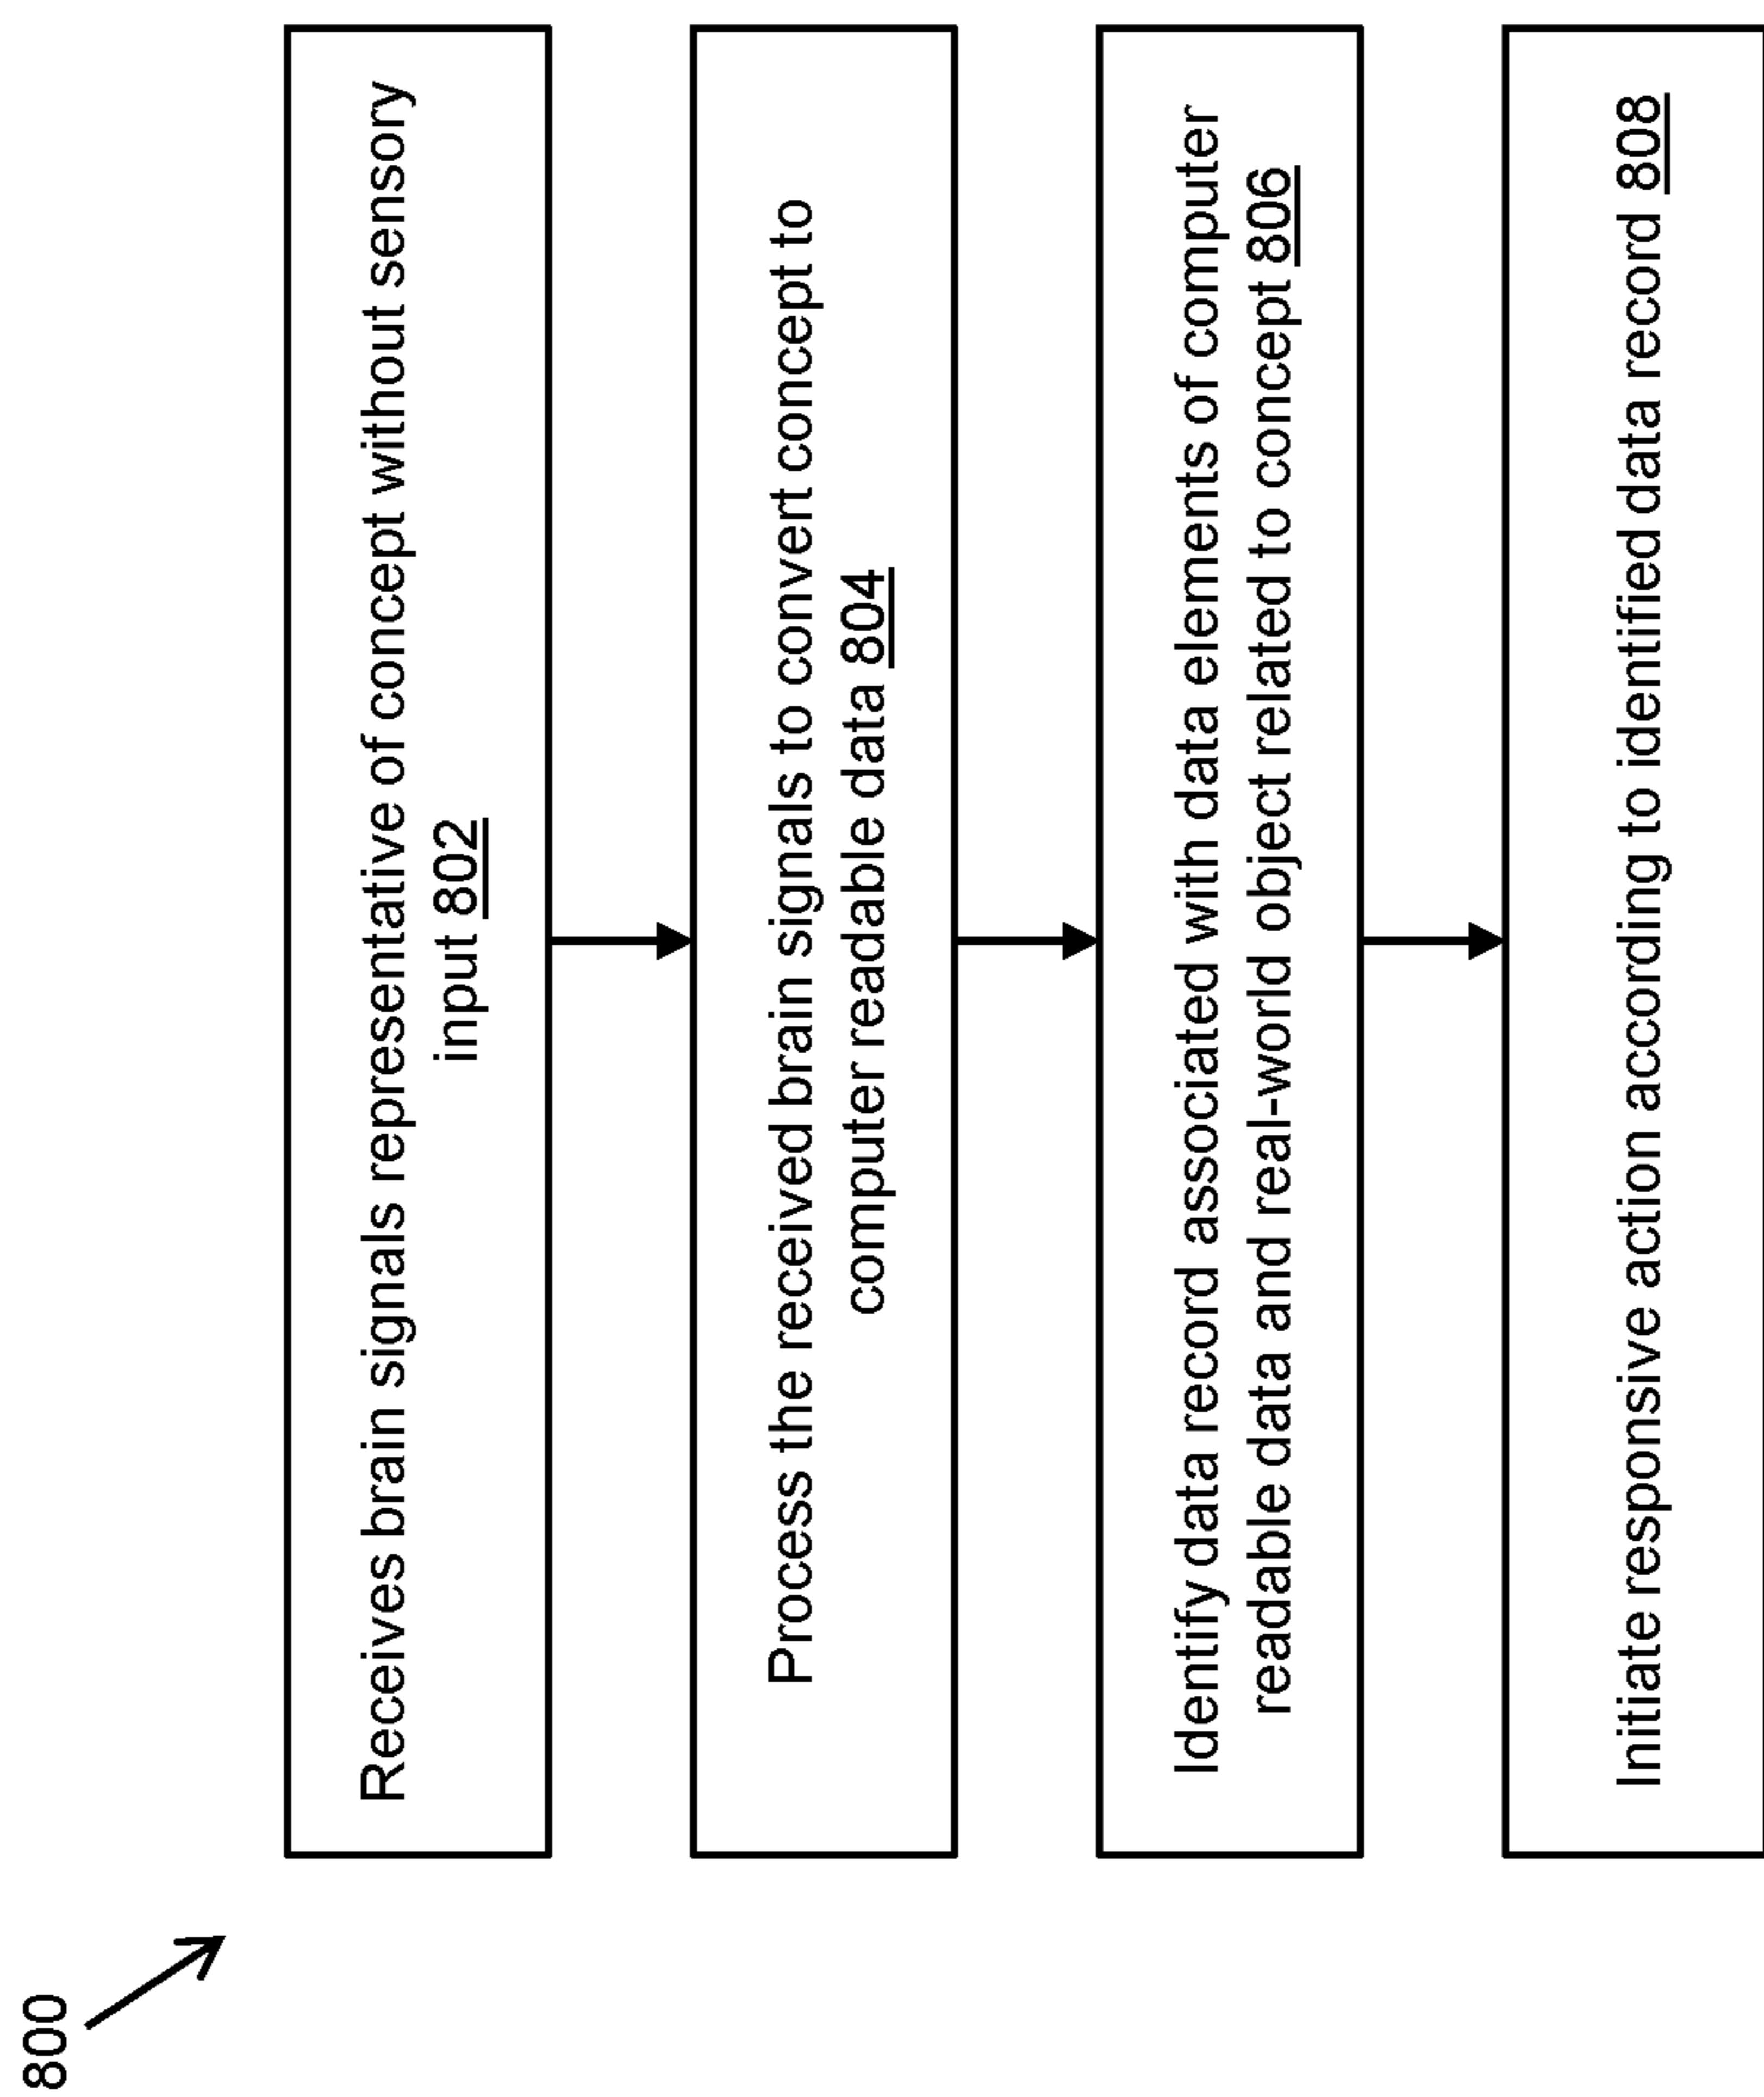 800
Receives brain signals representative of concept without sensory
input 802
Process the received brain signals to convert concept to
computer readable data 804
Identify data record associated with data elements of computer
readable data and real-world object related to concept 806
Initiate responsive action according to identified data record 808